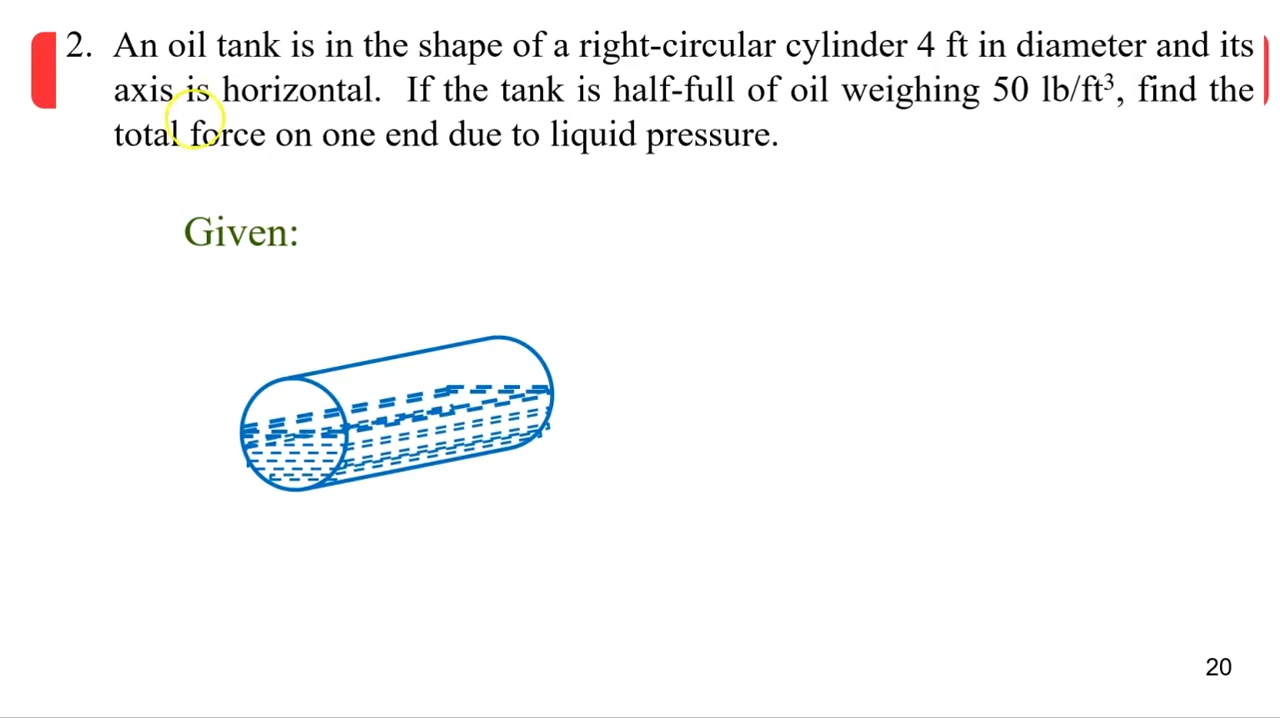 2. An oil tank is in the shape of a right-circular cylinder 4 ft in diameter and its
axis is horizontal. If the tank is half-full of oil weighing 50 lb/ft³, find the
total force on one end due to liquid pressure.
Given:
20